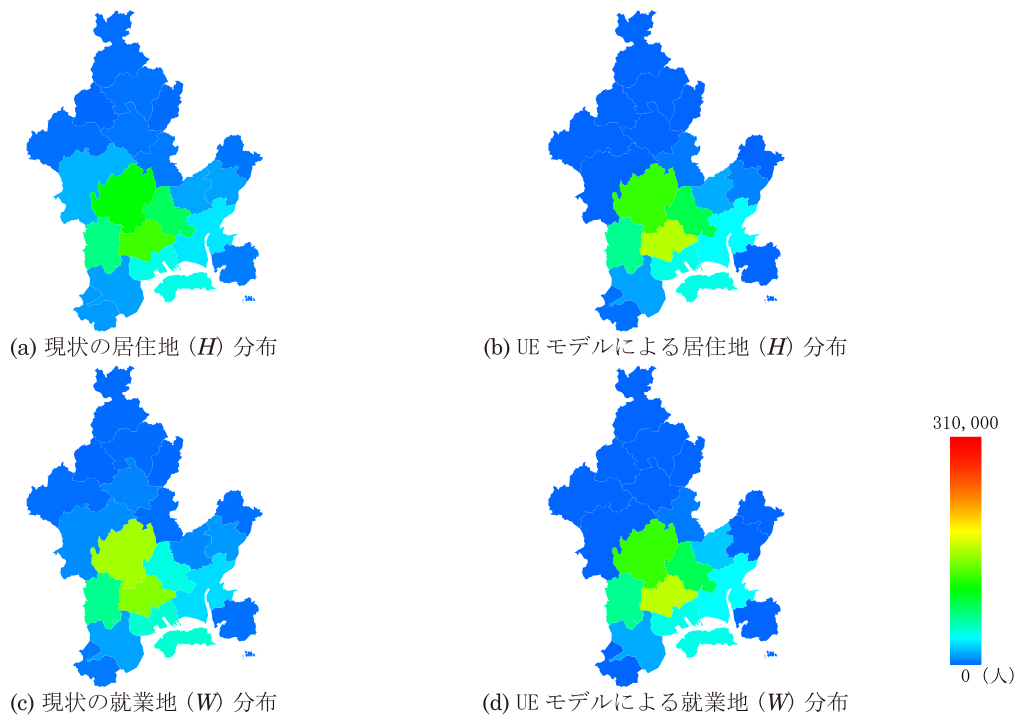 (a) 現状の居住地 (H) 分布
(b) UE モデルによる居住地 (H) 分布
310,000
0 (人)
(c) 現状の就業地 (W) 分布
(d) UE モデルによる就業地 (W) 分布